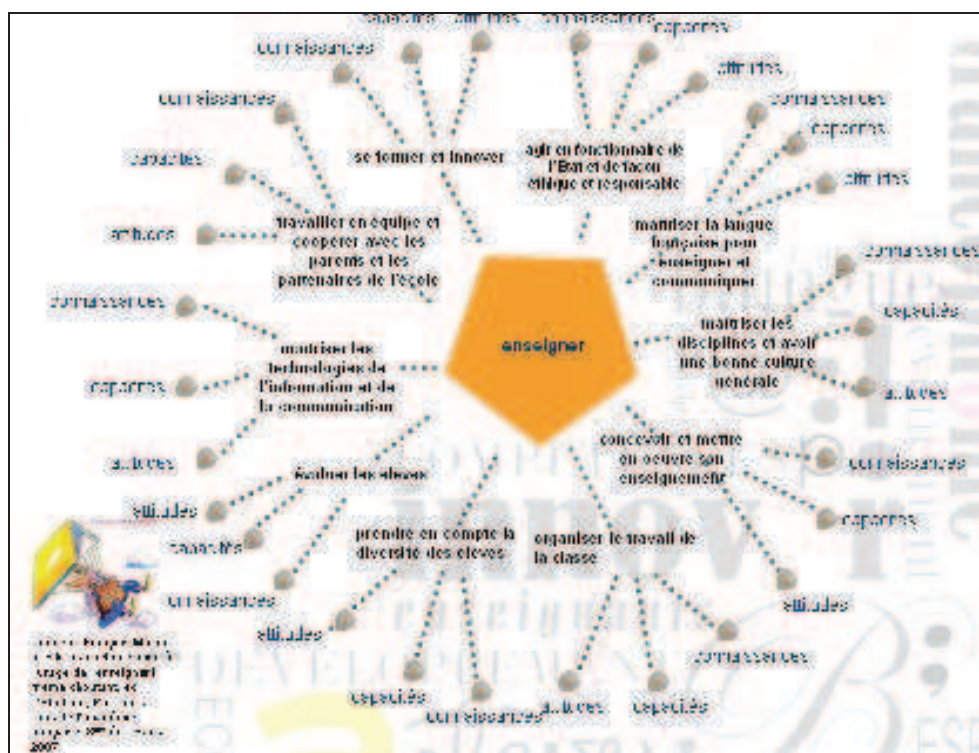 capacités attitudes connaissances
connaissances
capacités
attitudes
connaissances
connaissances
capacités
capacités
attitudes
attitudes
se former et innover
agir en fonctionnaire de
l'Etat et de façon
éthique et responsable
travailler en équipe et
coopérer avec les
parents et les
partenaires de l'école
maîtriser la langue
française pour
enseigner et
communiquer
connaissances
connaissances
capacités
attitudes
enseigner
maîtriser les
disciplines et avoir
une bonne culture
générale
maîtriser les
technologies de
l'information et de
la communication
capacités
attitudes
concevoir et mettre
en oeuvre son
enseignement
connaissances
capacités
attitudes
évaluer les élèves
attitudes
capacités
connaissances
prendre en compte la
diversité des élèves
attitudes
capacités
connaissances
organiser le travail de
la classe
attitudes
capacités
connaissances
innov
enseignants
DEVELOPPEMENT
2007